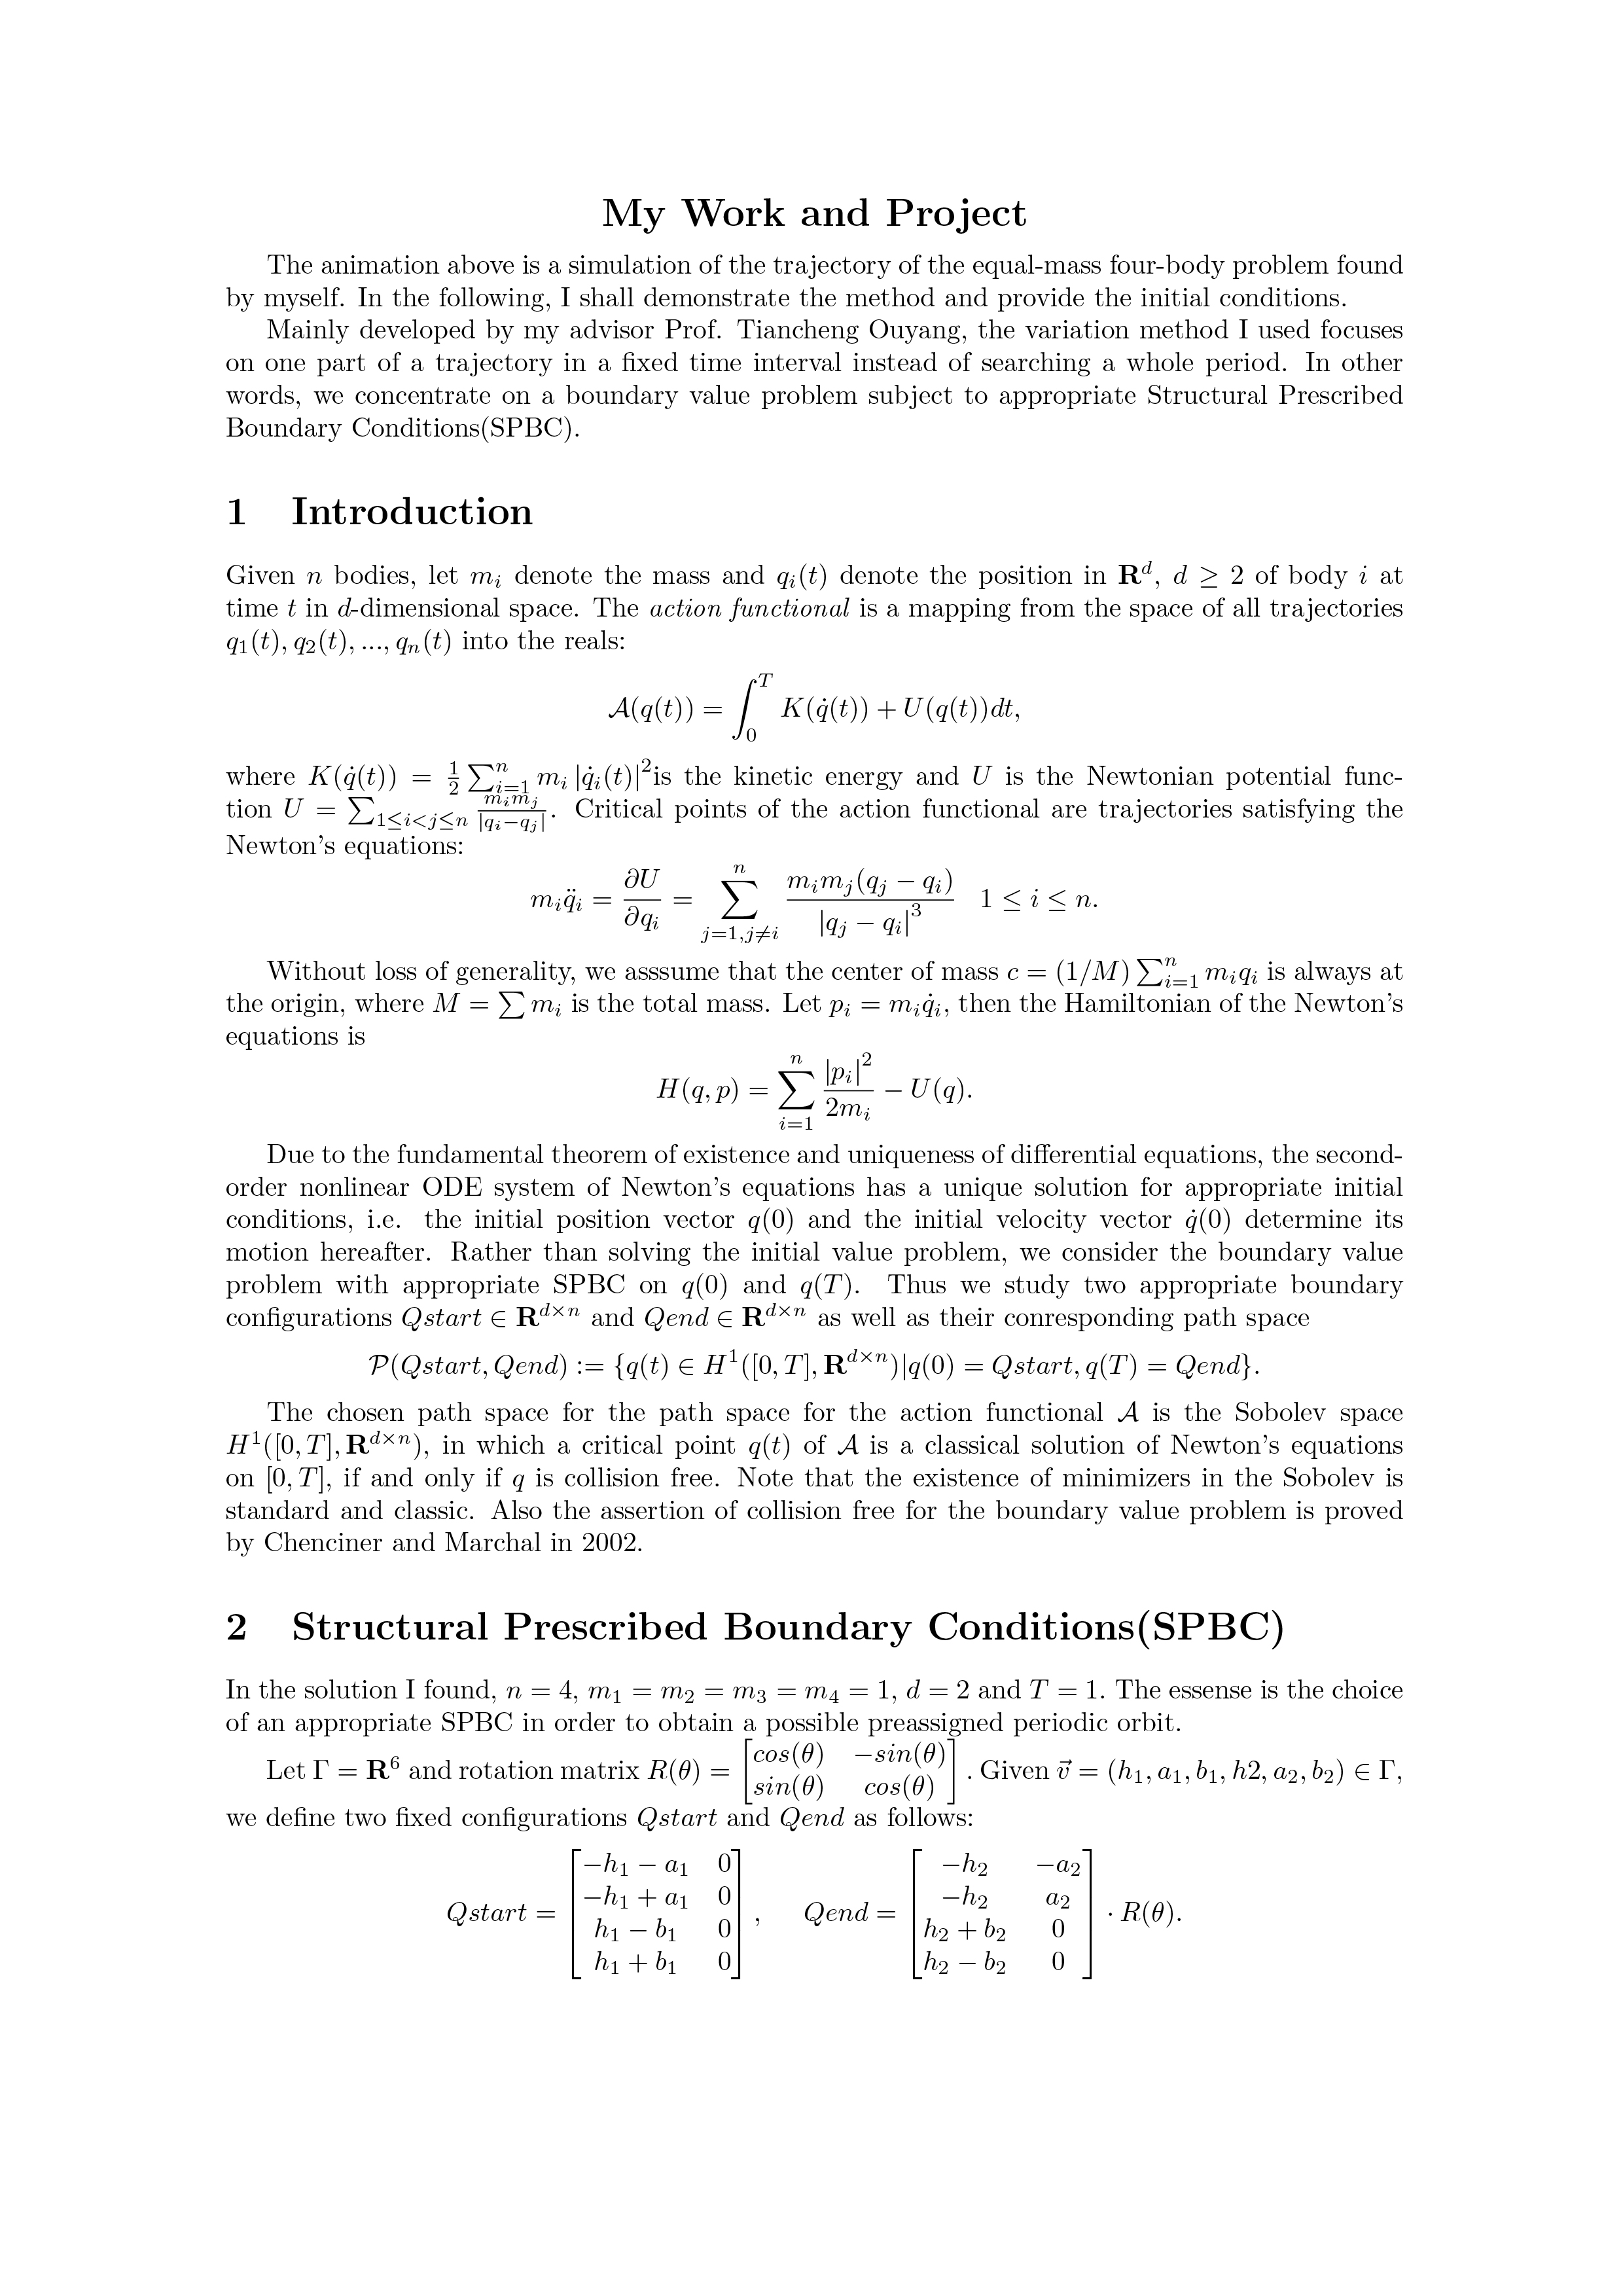 My Work and Project
The animation above is a simulation of the trajectory of the equal-mass four-body problem found
by myself. In the following, I shall demonstrate the method and provide the initial conditions.
Mainly developed by my advisor Prof. Tiancheng Ouyang, the variation method I used focuses
on one part of a trajectory in a fixed time interval instead of searching a whole period. In other
words, we concentrate on a boundary value problem subject to appropriate Structural Prescribed
Boundary Conditions(SPBC).
1 Introduction
Given $n$ bodies, let $m_i$ denote the mass and $q_i(t)$ denote the position in $\mathbf{R}^d$, $d \geq 2$ of body $i$ at
time $t$ in $d$-dimensional space. The action functional is a mapping from the space of all trajectories
$q_1(t), q_2(t), ..., q_n(t)$ into the reals:
$\mathcal{A}(q(t)) = \int_0^T K(\dot{q}(t)) + U(q(t))dt,$
where $K(\dot{q}(t)) = \frac{1}{2}\sum_{i=1}^n m_i |\dot{q}_i(t)|^2$is the kinetic energy and $U$ is the Newtonian potential func-
tion $U = \sum_{1 \leq i<j \leq n} \frac{m_i m_j}{|q_i - q_j|}$. Critical points of the action functional are trajectories satisfying the
Newton's equations:
$m_i \ddot{q}_i = \frac{\partial U}{\partial q_i} = \sum_{j=1, j \neq i}^n \frac{m_i m_j (q_j - q_i)}{|q_j - q_i|^3} \quad 1 \leq i \leq n.$
Without loss of generality, we asssume that the center of mass $c = (1/M)\sum_{i=1}^n m_i q_i$ is always at
the origin, where $M = \sum m_i$ is the total mass. Let $p_i = m_i \dot{q}_i$, then the Hamiltonian of the Newton's
equations is
$H(q, p) = \sum_{i=1}^n \frac{|p_i|^2}{2m_i} - U(q).$
Due to the fundamental theorem of existence and uniqueness of differential equations, the second-
order nonlinear ODE system of Newton's equations has a unique solution for appropriate initial
conditions, i.e. the initial position vector $q(0)$ and the initial velocity vector $\dot{q}(0)$ determine its
motion hereafter. Rather than solving the initial value problem, we consider the boundary value
problem with appropriate SPBC on $q(0)$ and $q(T)$. Thus we study two appropriate boundary
configurations $Qstart \in \mathbf{R}^{d \times n}$ and $Qend \in \mathbf{R}^{d \times n}$ as well as their conresponding path space
$\mathcal{P}(Qstart, Qend) := \{q(t) \in H^1([0, T], \mathbf{R}^{d \times n})|q(0) = Qstart, q(T) = Qend\}.$
The chosen path space for the path space for the action functional $\mathcal{A}$ is the Sobolev space
$H^1([0, T], \mathbf{R}^{d \times n})$, in which a critical point $q(t)$ of $\mathcal{A}$ is a classical solution of Newton's equations
on $[0, T]$, if and only if $q$ is collision free. Note that the existence of minimizers in the Sobolev is
standard and classic. Also the assertion of collision free for the boundary value problem is proved
by Chenciner and Marchal in 2002.
2 Structural Prescribed Boundary Conditions(SPBC)
In the solution I found, $n = 4$, $m_1 = m_2 = m_3 = m_4 = 1$, $d = 2$ and $T = 1$. The essense is the choice
of an appropriate SPBC in order to obtain a possible preassigned periodic orbit.
Let $\Gamma = \mathbf{R}^6$ and rotation matrix $R(\theta) = \begin{bmatrix} cos(\theta) & -sin(\theta) \\ sin(\theta) & cos(\theta) \end{bmatrix}$. Given $\vec{v} = (h_1, a_1, b_1, h2, a_2, b_2) \in \Gamma$,
we define two fixed configurations $Qstart$ and $Qend$ as follows:
$Qstart = \begin{bmatrix} -h_1 - a_1 & 0 \\ -h_1 + a_1 & 0 \\ h_1 - b_1 & 0 \\ h_1 + b_1 & 0 \end{bmatrix}, \quad Qend = \begin{bmatrix} -h_2 & -a_2 \\ -h_2 & a_2 \\ h_2 + b_2 & 0 \\ h_2 - b_2 & 0 \end{bmatrix} \cdot R(\theta).$